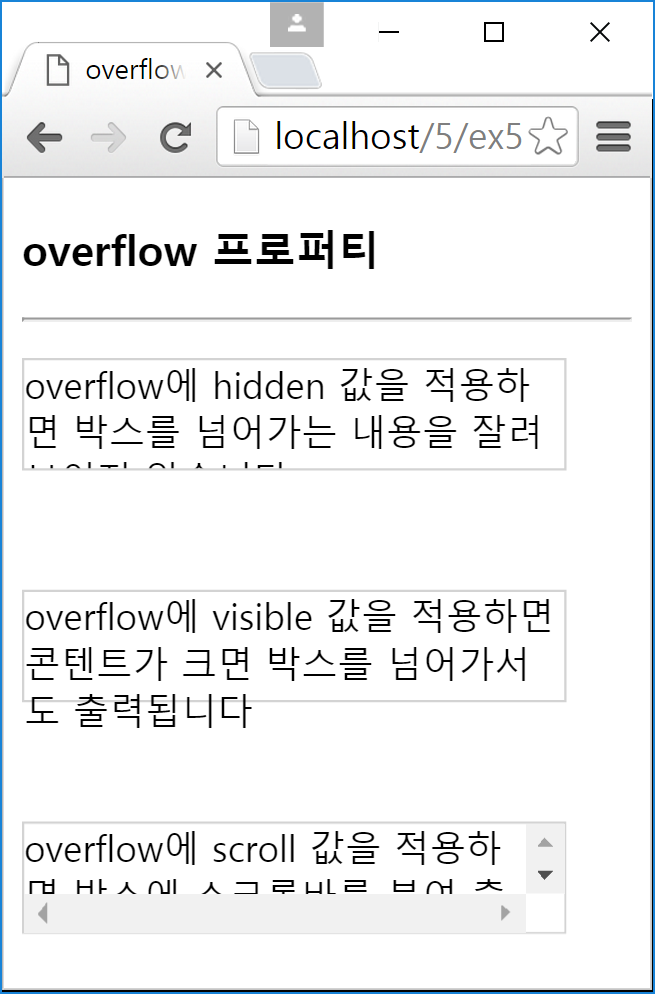 overflow
localhost/5/ex5
overflow 프로퍼티
overflow에 hidden 값을 적용하
면 박스를 넘어가는 내용을 잘려
overflow에 visible 값을 적용하면
콘텐트가 크면 박스를 넘어가서
도 출력됩니다
overflow에 scroll 값을 적용하
면 박스에 스크롤바를 붙여 출